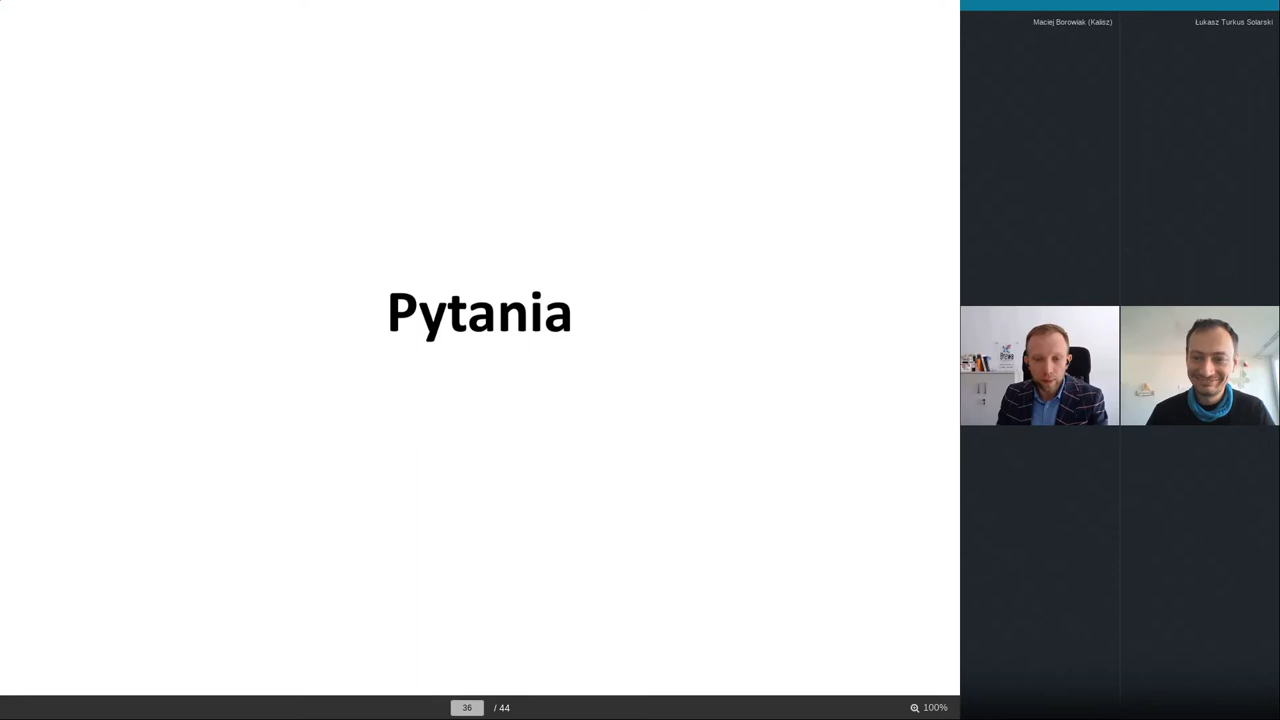 Maciej Borowiak (Kalisz)
Łukasz Turkus Solarski
Pytania
36 / 44
100%